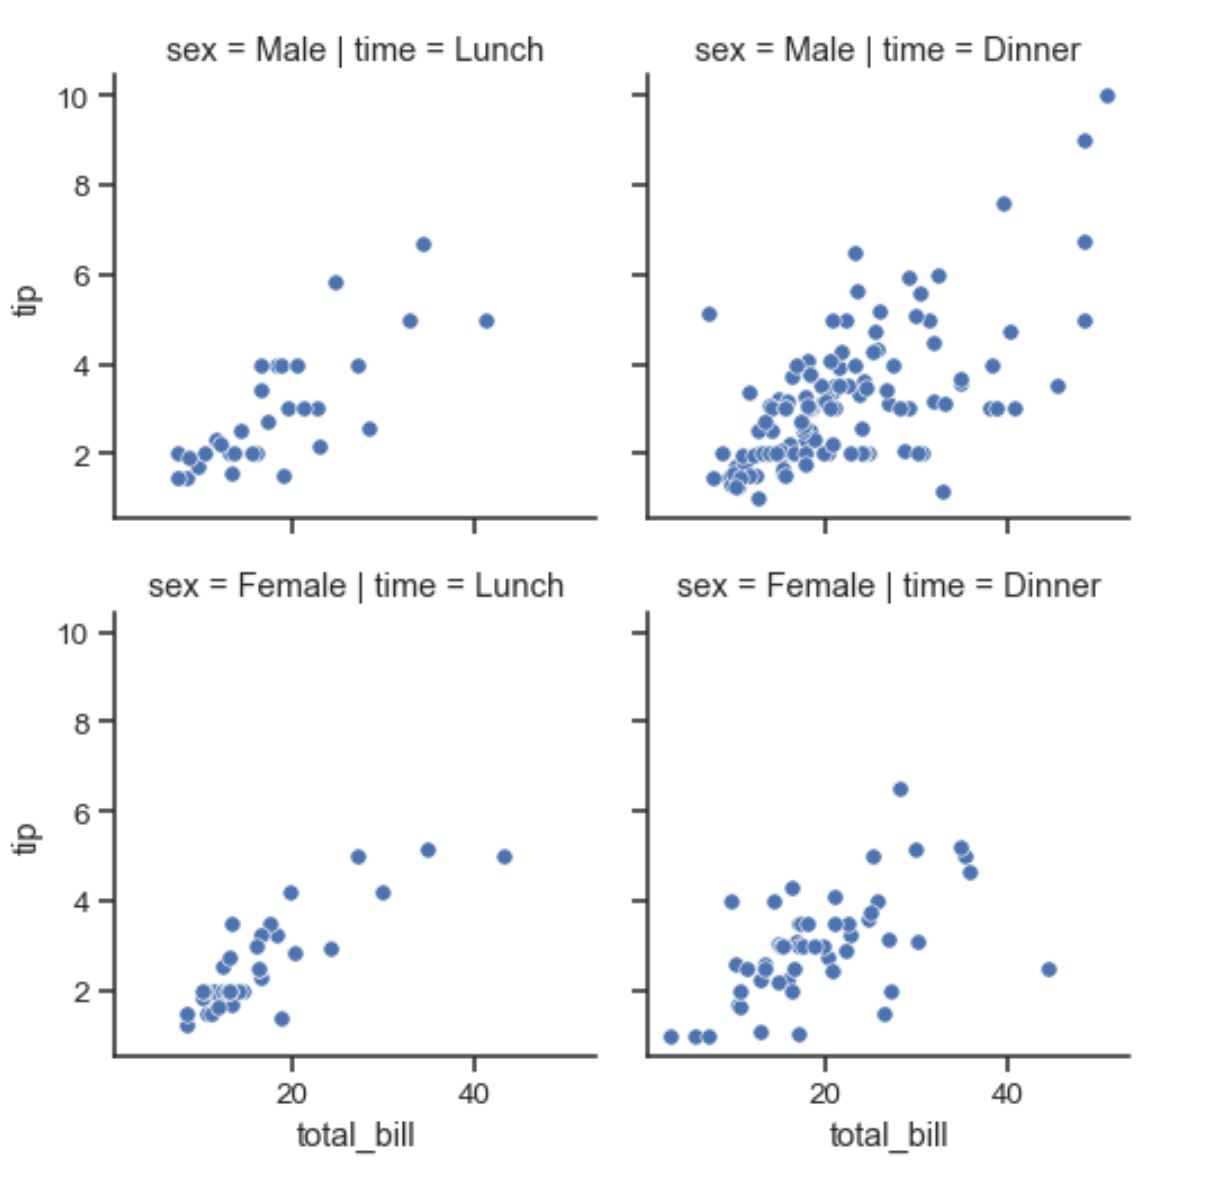 sex = Male | time = Lunch
sex = Male | time = Dinner
10
8
6
4
2
tip
sex = Female | time = Lunch
sex = Female | time = Dinner
10
8
6
4
2
tip
20
40
20
40
total_bill
total_bill